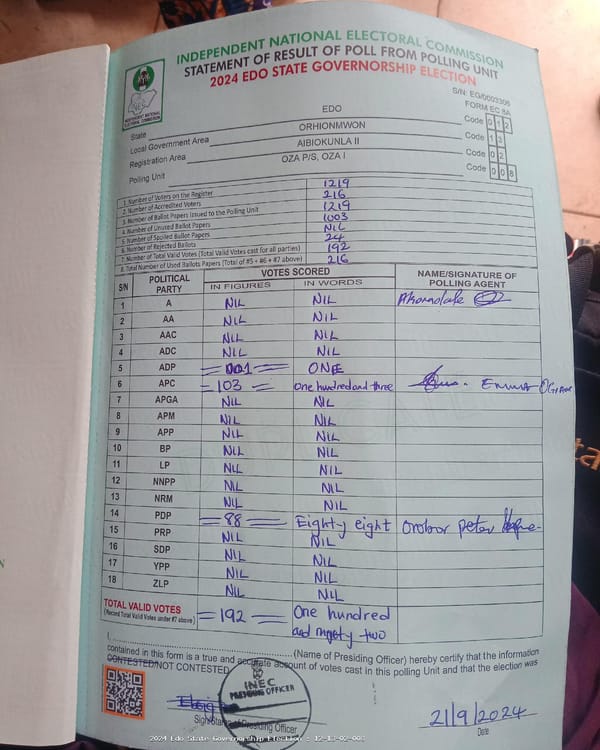 INDEPENDENT NATIONAL ELECTORAL COMMISSION
STATEMENT OF RESULT OF POLL FROM POLLING UNIT
2024 EDO STATE GOVERNORSHIP ELECTION
INDEPENDENT NATIONAL ELECTORAL COMMISSION
S/N: EG/0003306
FORM EC 8A
State EDO Code 0 1 2
Local Government Area ORHIONMWON Code 1 3
Registration Area AIBIOKUNLA II Code 0 2
Polling Unit OZA P/S, OZA I Code 0 0 8
1. Number of Voters on the Register 1219
2. Number of Accredited Voters 216
3. Number of Ballot Papers Issued to the Polling Unit 1219
4. Number of Unused Ballot Papers 1003
5. Number of Spoiled Ballot Papers NIL
6. Number of Rejected Ballots 24
7. Number of Total Valid Votes (Total Valid Votes cast for all parties) 192
8. Total Number of Used Ballots Papers (Total of #5 + #6 + #7 above) 216
S/N POLITICAL PARTY VOTES SCORED NAME/SIGNATURE OF POLLING AGENT
IN FIGURES IN WORDS
1 A NIL NIL
2 AA NIL NIL
3 AAC NIL NIL
4 ADC NIL NIL
5 ADP 001 ONE
6 APC 103 One hundred and three EMMA
7 APGA NIL NIL
8 APM NIL NIL
9 APP NIL NIL
10 BP NIL NIL
11 LP NIL NIL
12 NNPP NIL NIL
13 NRM NIL NIL
14 PDP 88 Eighty eight peter
15 PRP NIL NIL
16 SDP NIL NIL
17 YPP NIL NIL
18 ZLP NIL NIL
TOTAL VALID VOTES
(Record Total Valid Votes under #7 above) 192 One hundred and ninety two
I, (Name of Presiding Officer) hereby certify that the information
contained in this form is a true and accurate account of votes cast in this polling Unit and that the election was
CONTESTED/NOT CONTESTED.
INEC
PRESIDING OFFICER
Signature of Presiding Officer
21/9/2024
Date
2024 Edo State Governorship Election : 12-13-02-008